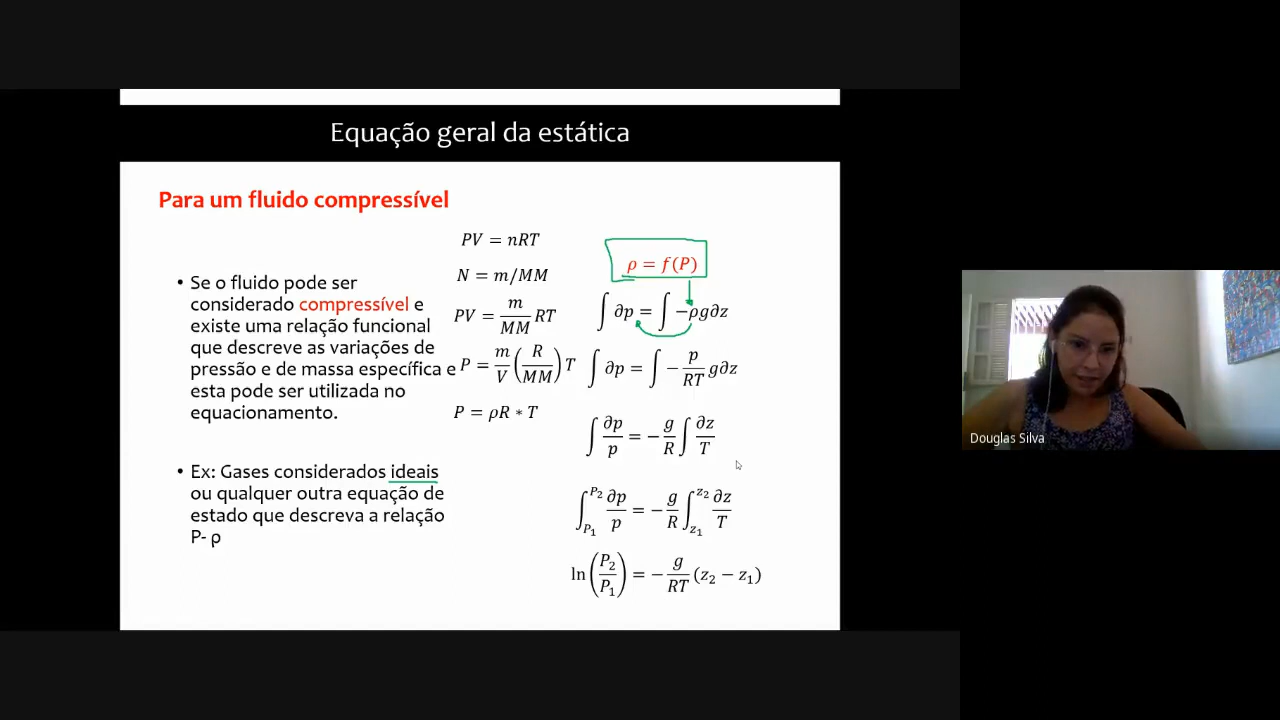 Equação geral da estática
Para um fluido compressível
• Se o fluido pode ser
considerado compressível e
existe uma relação funcional
que descreve as variações de
pressão e de massa específica e
esta pode ser utilizada no
equacionamento.
• Ex: Gases considerados ideais
ou qualquer outra equação de
estado que descreva a relação
P- ρ
PV = nRT
N = m/MM
PV = m/MM RT
P = m/V (R/MM) T
P = ρR * T
ρ = f(P)
∫ ∂p = ∫ −ρg∂z
∫ ∂p = ∫ − p/RT g∂z
∫ ∂p/p = − g/R ∫ ∂z/T
∫_{P₁}^{P₂} ∂p/p = − g/R ∫_{z₁}^{z₂} ∂z/T
ln(P₂/P₁) = − g/RT (z₂ − z₁)
Douglas Silva